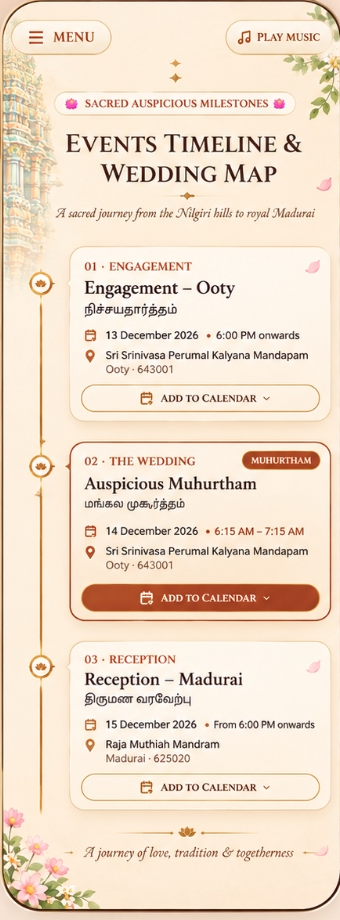 MENU
PLAY MUSIC
SACRED AUSPICIOUS MILESTONES
EVENTS TIMELINE &
WEDDING MAP
A sacred journey from the Nilgiri hills to royal Madurai
01 · ENGAGEMENT
Engagement – Ooty
நிச்சயதார்த்தம்
13 December 2026 • 6:00 PM onwards
Sri Srinivasa Perumal Kalyana Mandapam
Ooty · 643001
ADD TO CALENDAR
02 · THE WEDDING
MUHURTHAM
Auspicious Muhurtham
மங்கல முகூர்த்தம்
14 December 2026 • 6:15 AM – 7:15 AM
Sri Srinivasa Perumal Kalyana Mandapam
Ooty · 643001
ADD TO CALENDAR
03 · RECEPTION
Reception – Madurai
திருமண வரவேற்பு
15 December 2026 • From 6:00 PM onwards
Raja Muthiah Mandram
Madurai · 625020
ADD TO CALENDAR
A journey of love, tradition & togetherness